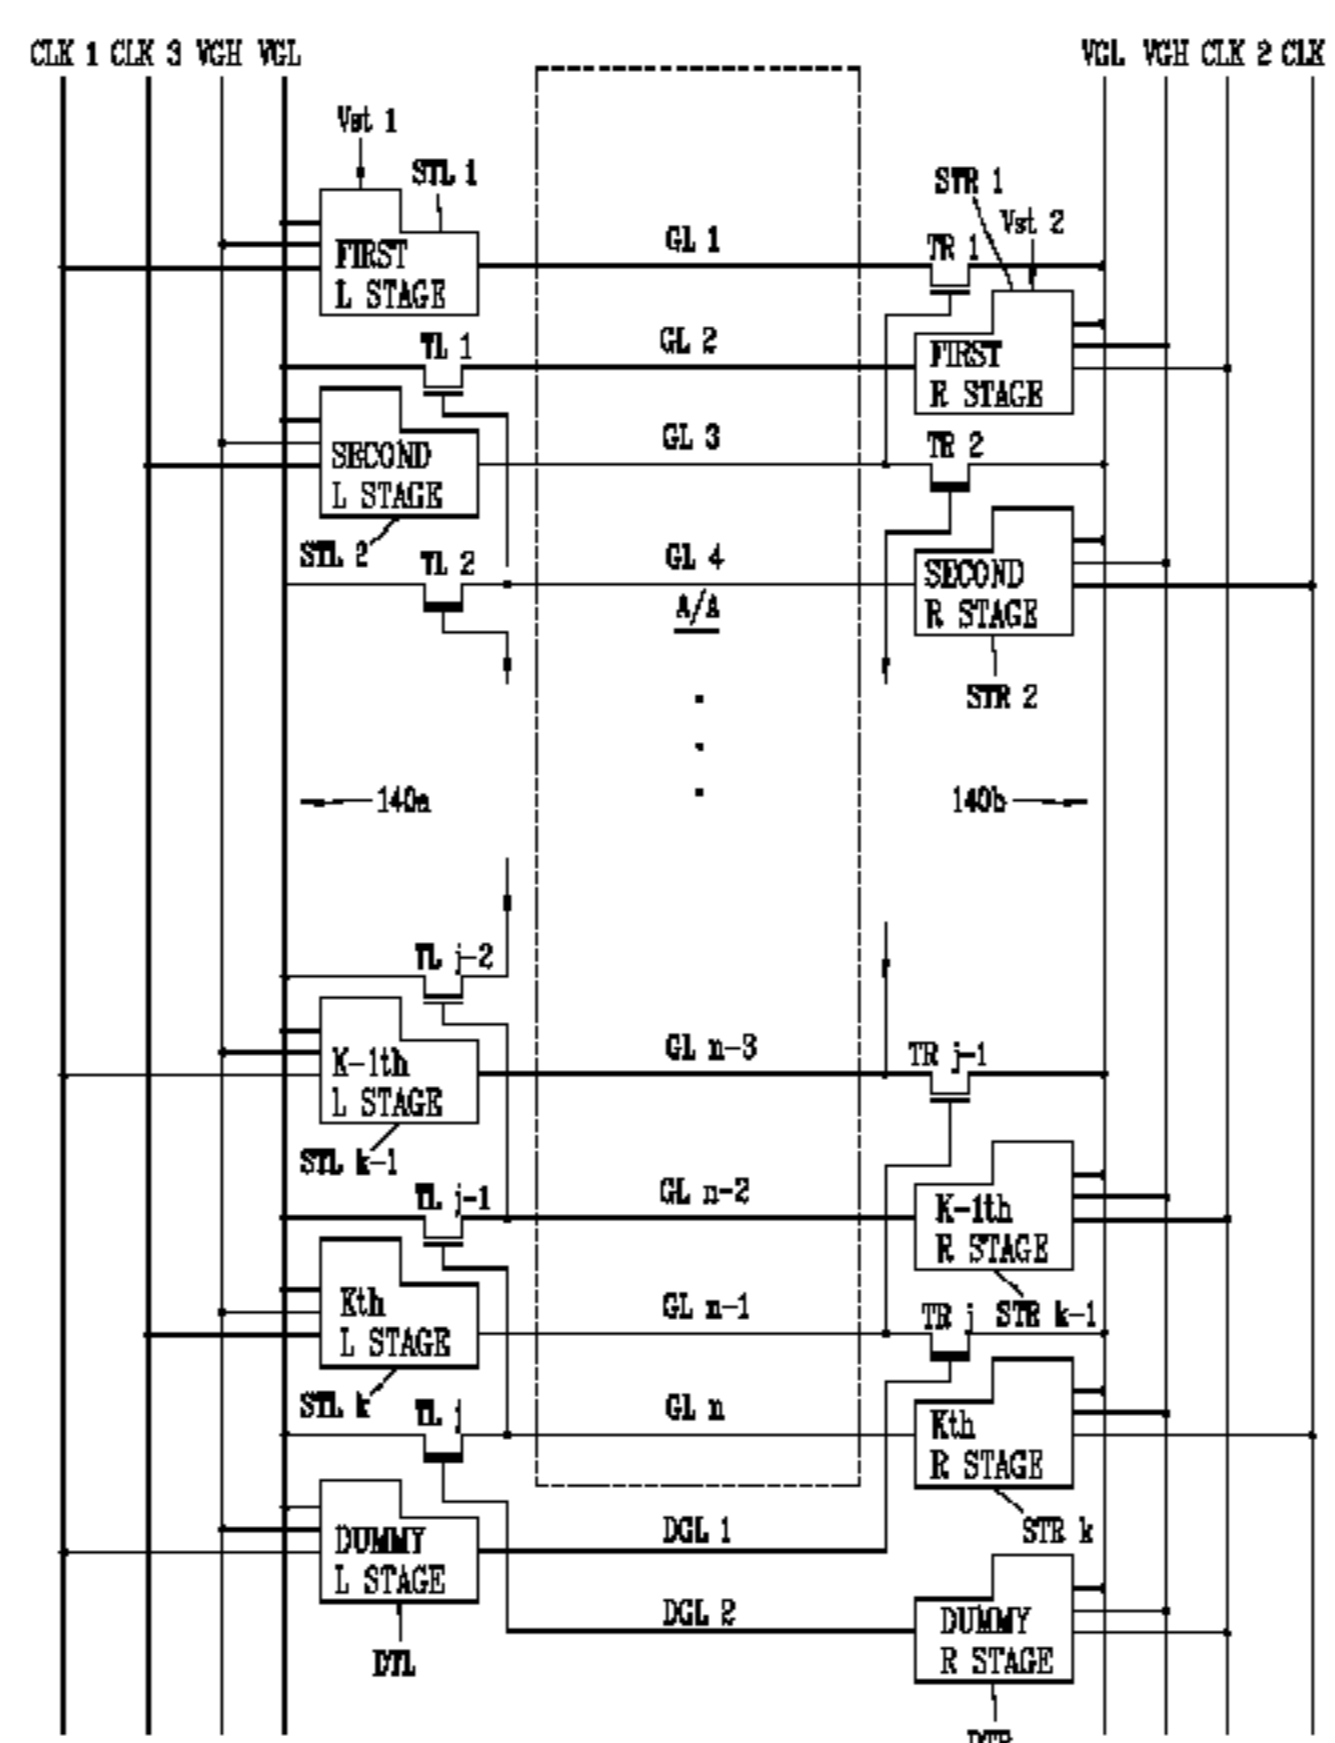 CLK 1 CLK 3 VGH VGL
VGL VGH CLK 2 CLK
Vst 1
STL 1
STR 1
Vst 2
GL 1
TR 1
FIRST
L STAGE
TL 1
GL 2
FIRST
R STAGE
GL 3
TR 2
SECOND
L STAGE
STL 2
TL 2
GL 4
SECOND
R STAGE
A/A
STR 2
140a
140b
TL j-2
GL n-3
TR j-1
K-1th
L STAGE
STL k-1
TL j-1
GL n-2
K-1th
R STAGE
STR k-1
Kth
L STAGE
GL n-1
TR j
STL k
TL j
GL n
Kth
R STAGE
STR k
DUMMY
L STAGE
DGL 1
DGL 2
DUMMY
R STAGE
DTL